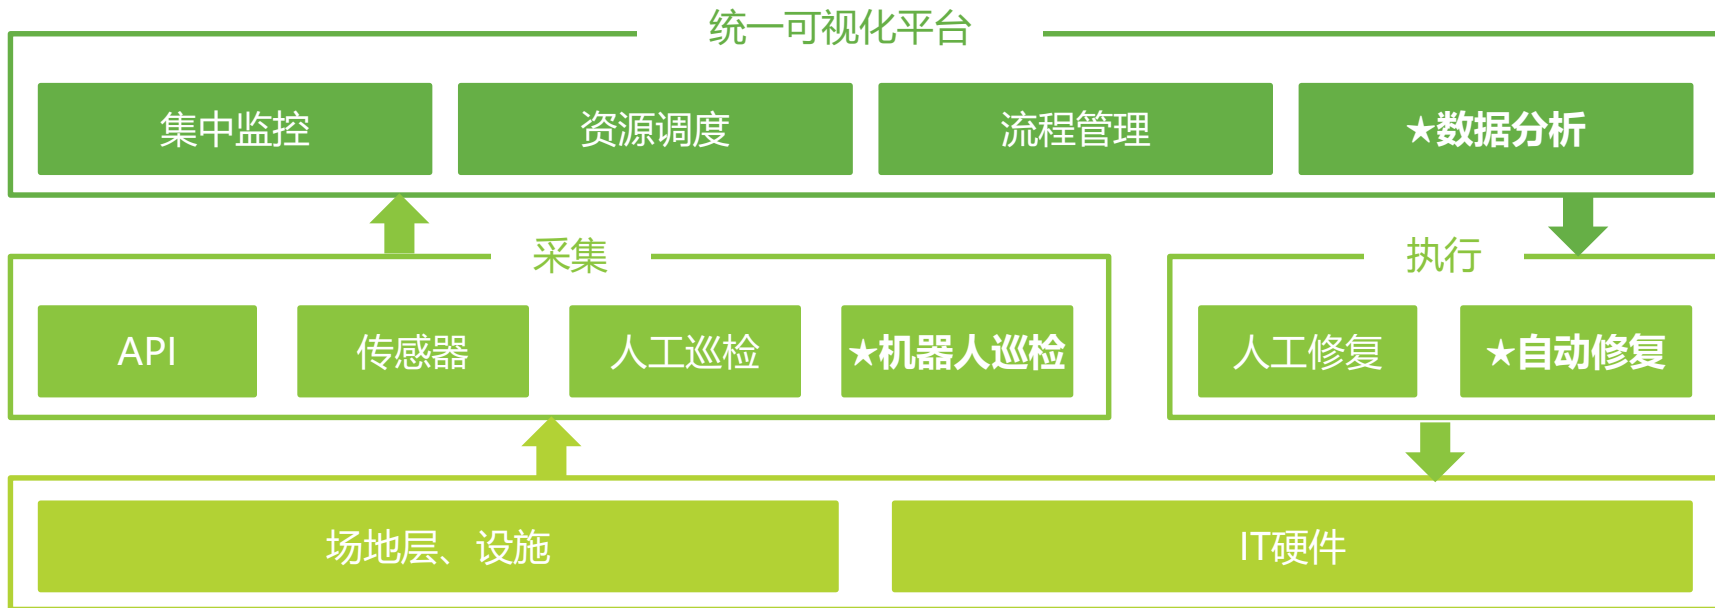 统一可视化平台
集中监控
资源调度
流程管理
★数据分析
采集
执行
API
传感器
人工巡检
★机器人巡检
人工修复
★自动修复
场地层、设施
IT硬件